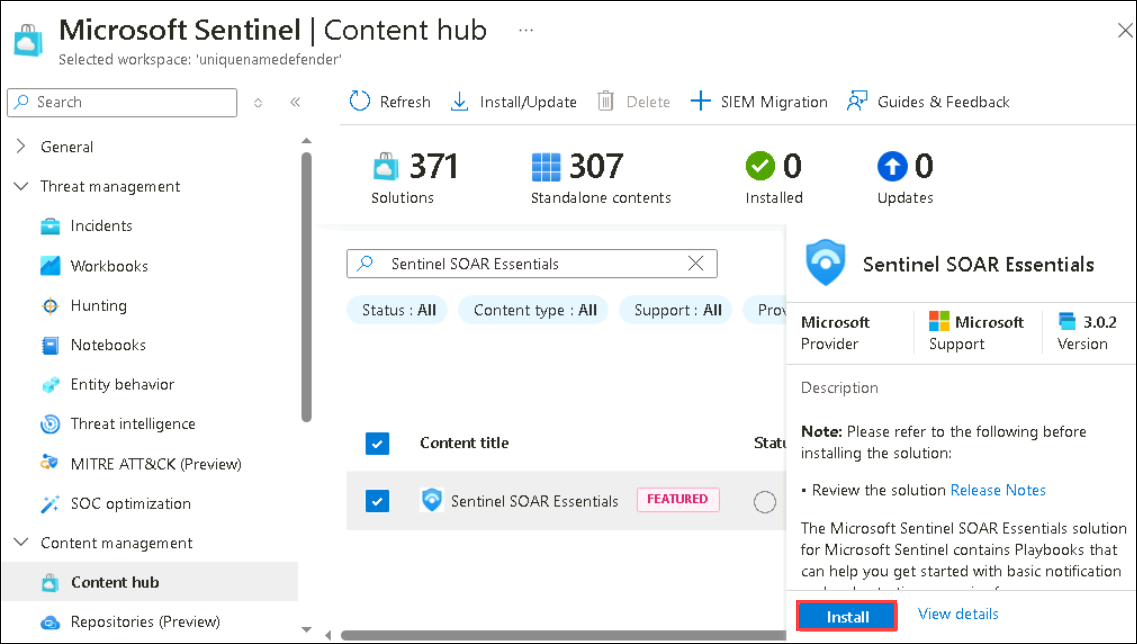 Microsoft Sentinel | Content hub ...
Selected workspace: 'uniquenamedefender'
Search
Refresh Install/Update Delete SIEM Migration Guides & Feedback
General
Threat management
Incidents
Workbooks
Hunting
Notebooks
Entity behavior
Threat intelligence
MITRE ATT&CK (Preview)
SOC optimization
Content management
Content hub
Repositories (Preview)
371
Solutions
307
Standalone contents
0
Installed
0
Updates
Sentinel SOAR Essentials
Status : All Content type : All Support : All Prov
Content title Statu
Sentinel SOAR Essentials FEATURED
Sentinel SOAR Essentials
Microsoft
Provider
Microsoft
Support
3.0.2
Version
Description
Note: Please refer to the following before
installing the solution:
• Review the solution Release Notes
The Microsoft Sentinel SOAR Essentials solution
for Microsoft Sentinel contains Playbooks that
can help you get started with basic notification
Install View details